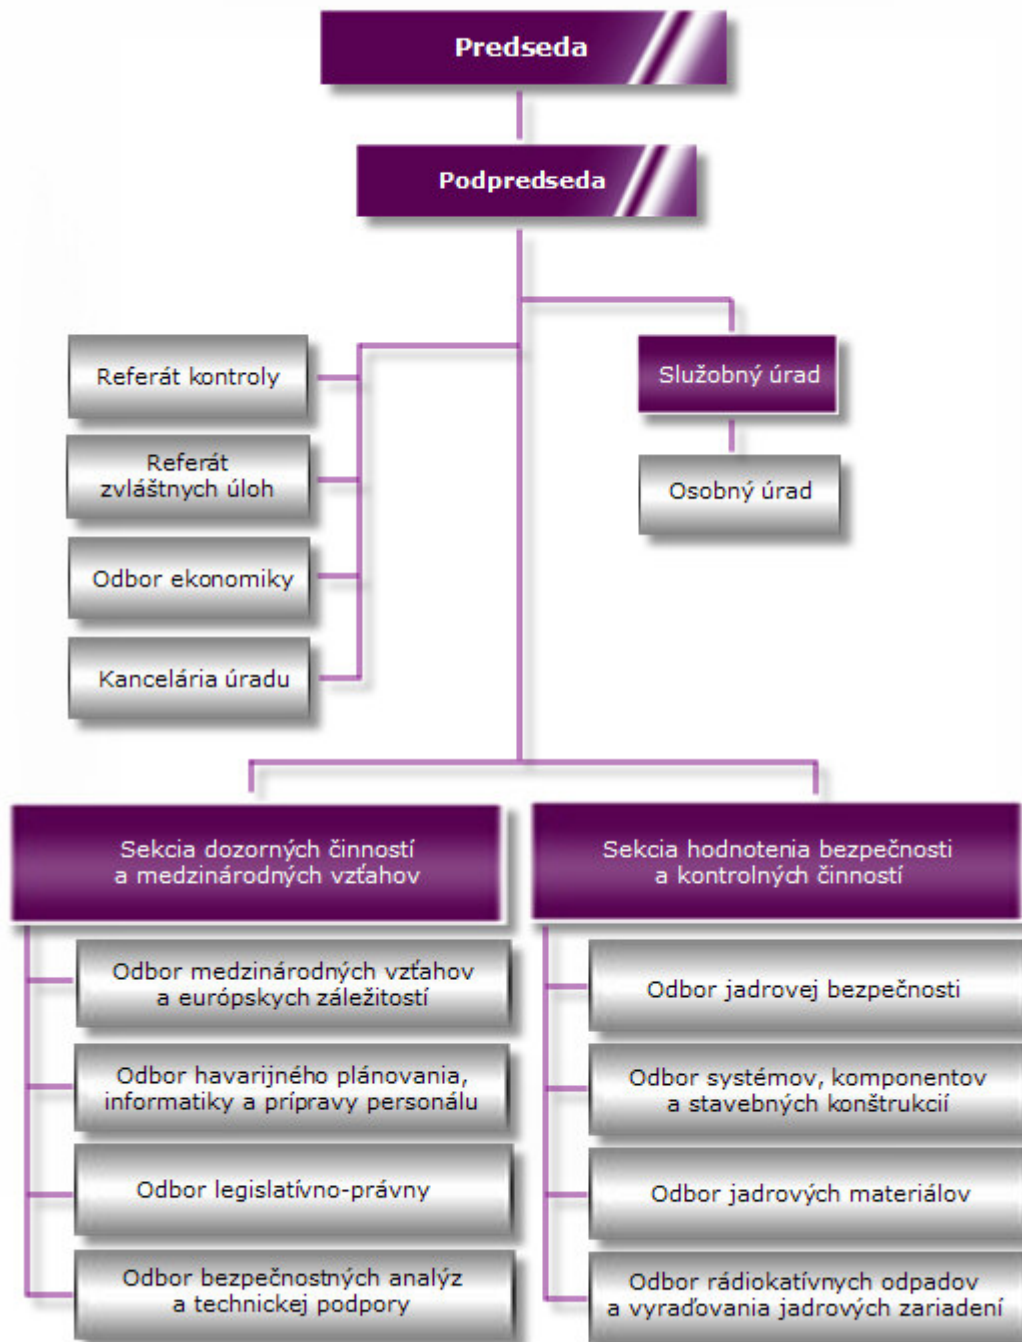 Predseda
Podpredseda
Referát kontroly
Referát
zvláštnych úloh
Odbor ekonomiky
Kancelária úradu
Služobný úrad
Osobný úrad
Sekcia dozorných činností
a medzinárodných vzťahov
Odbor medzinárodných vzťahov
a európskych záležitostí
Odbor havarijného plánovania,
informatiky a prípravy personálu
Odbor legislatívno-právny
Odbor bezpečnostných analýz
a technickej podpory
Sekcia hodnotenia bezpečnosti
a kontrolných činností
Odbor jadrovej bezpečnosti
Odbor systémov, komponentov
a stavebných konštrukcií
Odbor jadrových materiálov
Odbor rádiokatívnych odpadov
a vyraďovania jadrových zariadení